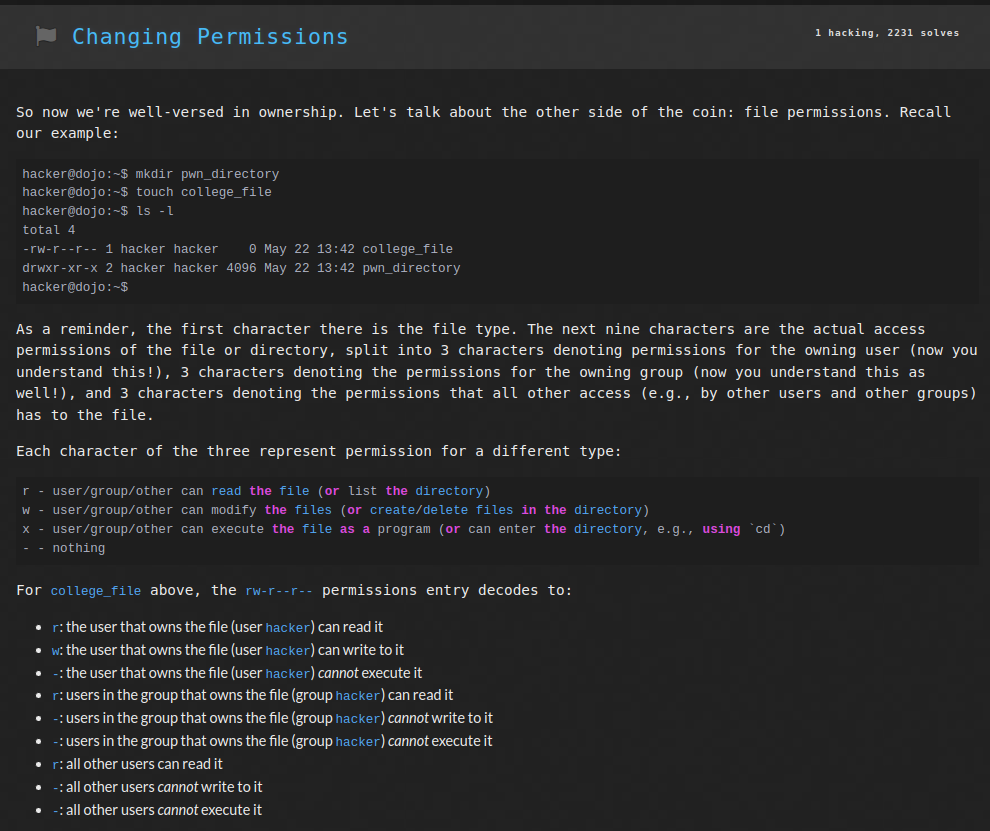 Changing Permissions
1 hacking, 2231 solves
So now we're well-versed in ownership. Let's talk about the other side of the coin: file permissions. Recall
our example:
hacker@dojo:~$ mkdir pwn_directory
hacker@dojo:~$ touch college_file
hacker@dojo:~$ ls -l
total 4
-rw-r--r-- 1 hacker hacker    0 May 22 13:42 college_file
drwxr-xr-x 2 hacker hacker 4096 May 22 13:42 pwn_directory
hacker@dojo:~$
As a reminder, the first character there is the file type. The next nine characters are the actual access
permissions of the file or directory, split into 3 characters denoting permissions for the owning user (now you
understand this!), 3 characters denoting the permissions for the owning group (now you understand this as
well!), and 3 characters denoting the permissions that all other access (e.g., by other users and other groups)
has to the file.
Each character of the three represent permission for a different type:
r - user/group/other can read the file (or list the directory)
w - user/group/other can modify the files (or create/delete files in the directory)
x - user/group/other can execute the file as a program (or can enter the directory, e.g., using `cd`)
- - nothing
For college_file above, the rw-r--r-- permissions entry decodes to:
• r: the user that owns the file (user hacker) can read it
• w: the user that owns the file (user hacker) can write to it
• -: the user that owns the file (user hacker) cannot execute it
• r: users in the group that owns the file (group hacker) can read it
• -: users in the group that owns the file (group hacker) cannot write to it
• -: users in the group that owns the file (group hacker) cannot execute it
• r: all other users can read it
• -: all other users cannot write to it
• -: all other users cannot execute it